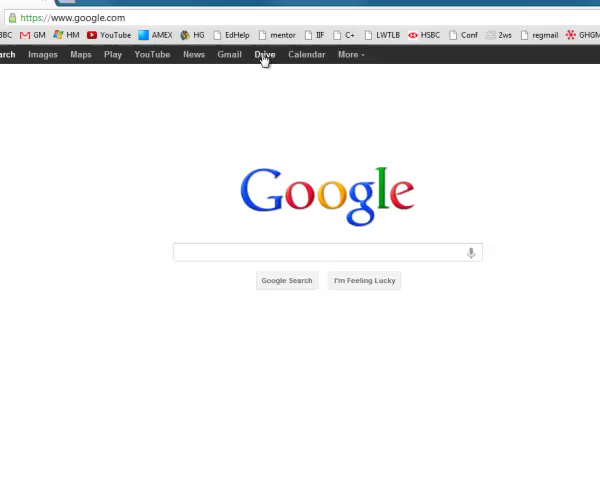 https://www.google.com
BBC GM HM YouTube AMEX HG EdHelp mentor IIF C+ LWTLB HSBC Conf 2ws regmail GHGM
arch Images Maps Play YouTube News Gmail Drive Calendar More
Google
Google Search I'm Feeling Lucky